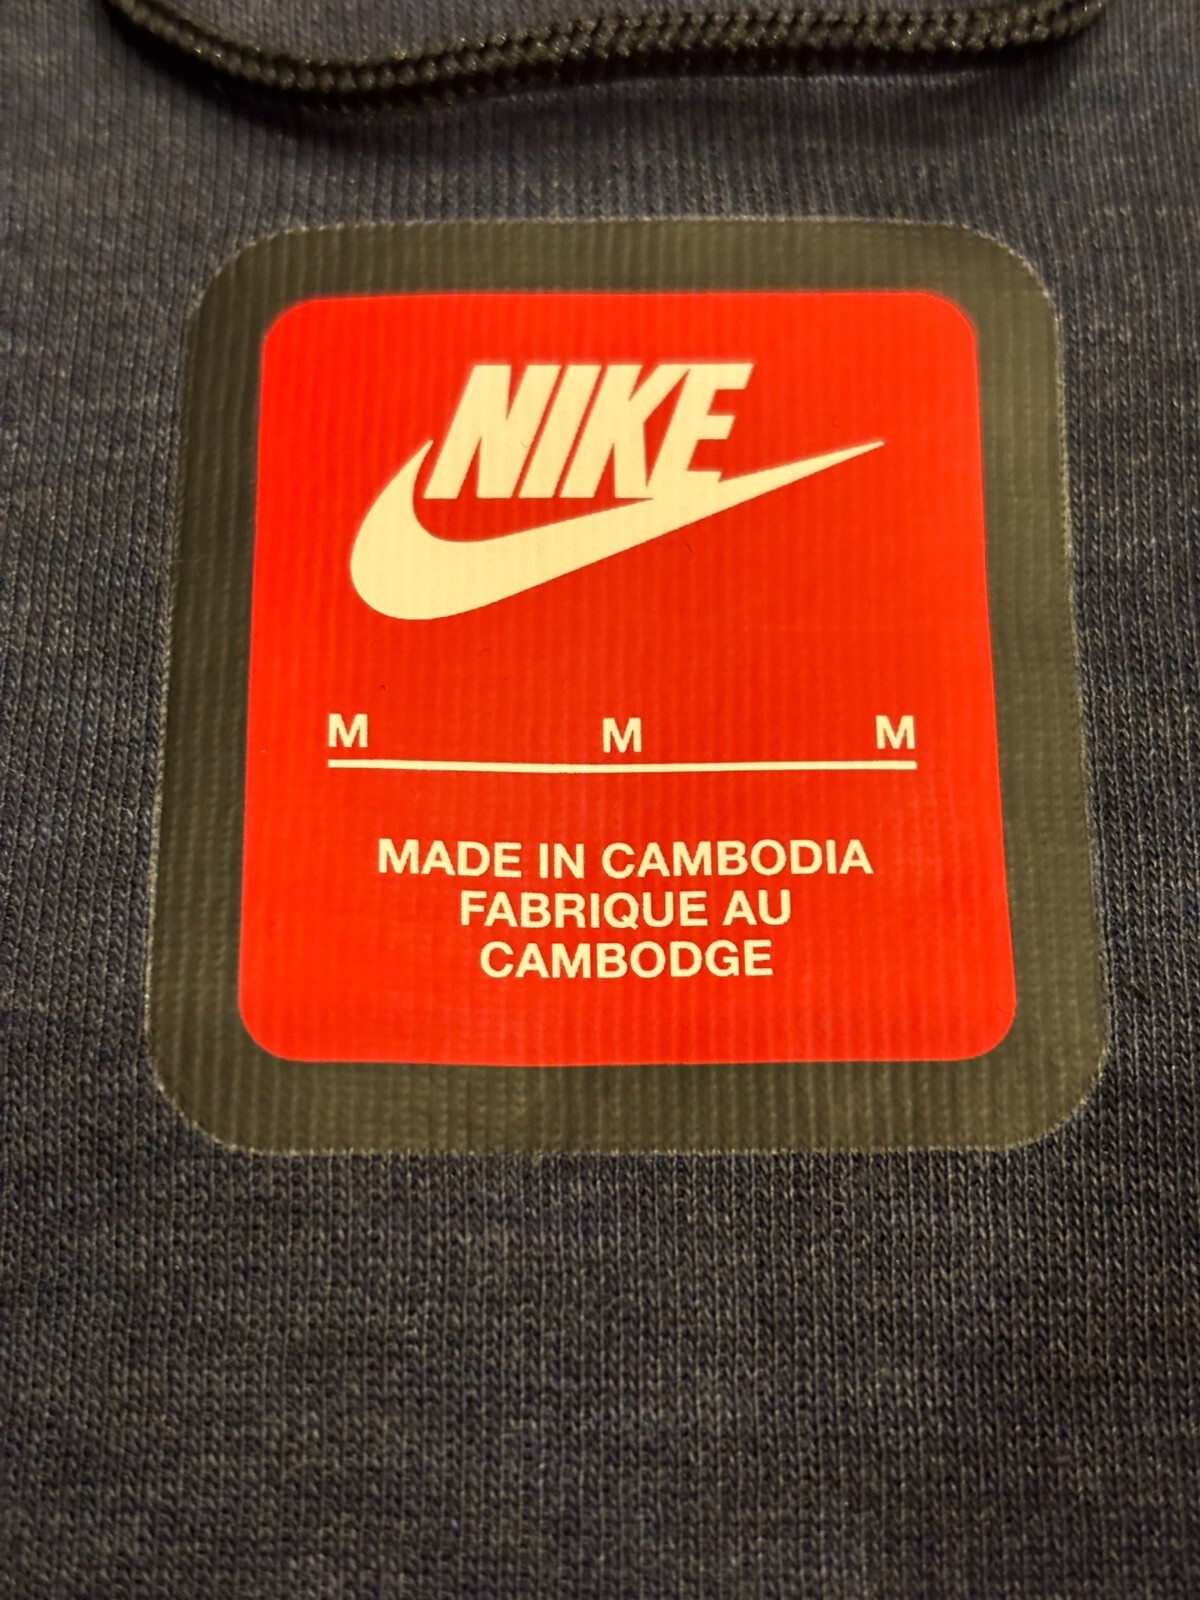 NIKE
M M M
MADE IN CAMBODIA
FABRIQUE AU
CAMBODGE